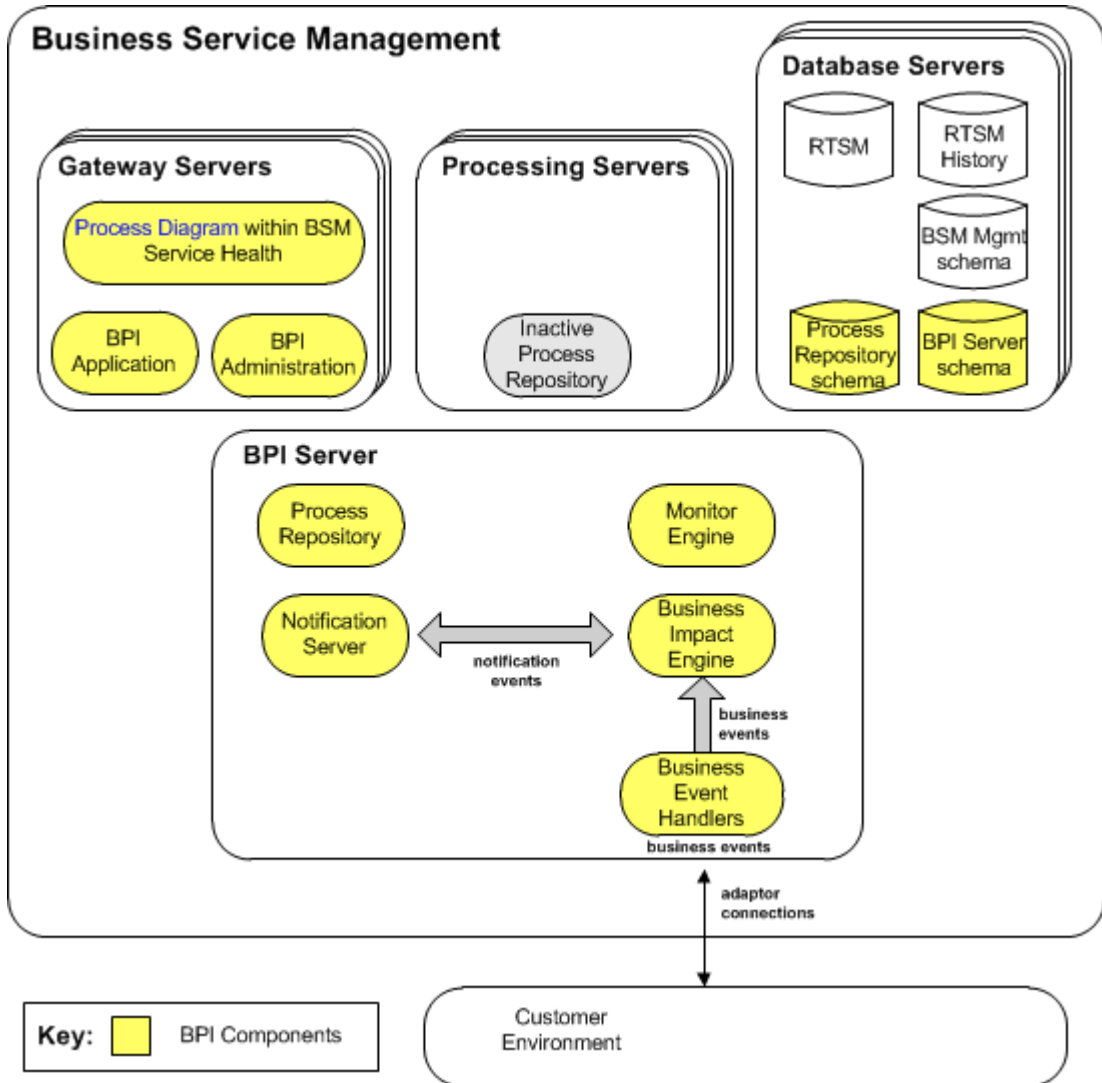 Business Service Management
Database Servers
RTSM
RTSM
History
BSM Mgmt
schema
Process
Repository
schema
BPI Server
schema
Gateway Servers
Process Diagram within BSM
Service Health
BPI
Application
BPI
Administration
Processing Servers
Inactive
Process
Repository
BPI Server
Process
Repository
Monitor
Engine
Notification
Server
notification
events
Business
Impact
Engine
business
events
Business
Event
Handlers
business events
adaptor
connections
Customer
Environment
Key:
BPI Components